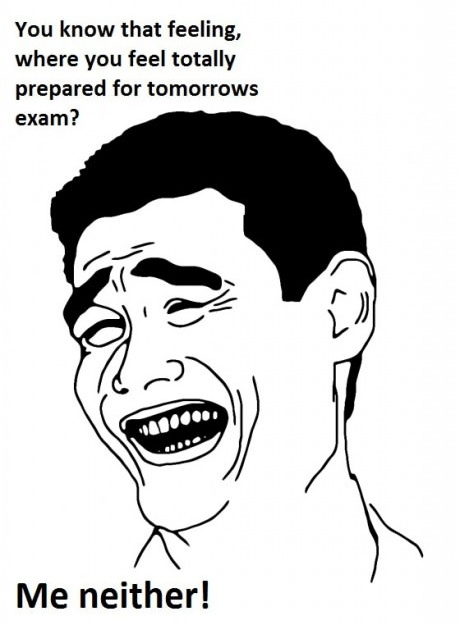 You know that feeling,
where you feel totally
prepared for tomorrows
exam?
Me neither!